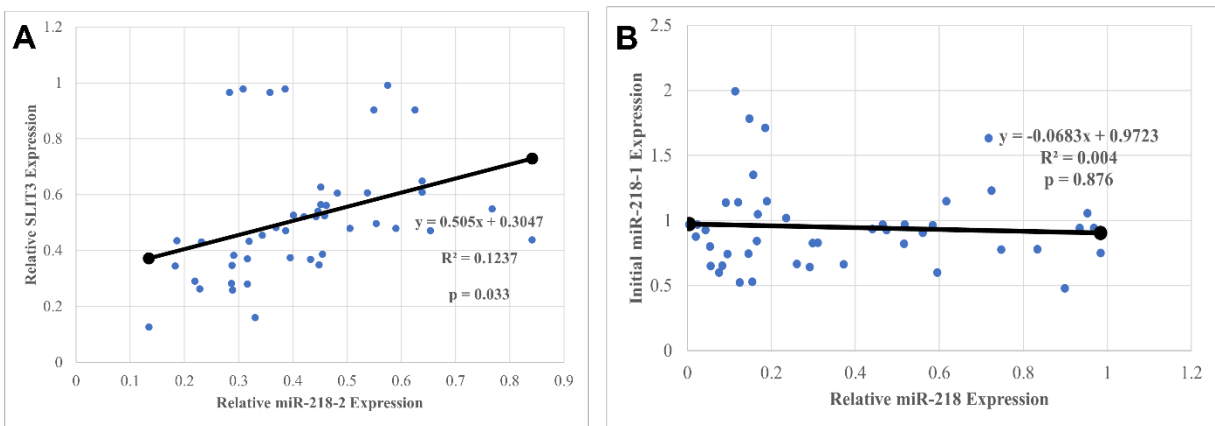 A
Relative SLIT3 Expression
1.2
1
0.8
0.6
0.4
0.2
0
y = 0.505x + 0.3047
R² = 0.1237
p = 0.033
0 0.1 0.2 0.3 0.4 0.5 0.6 0.7 0.8 0.9
Relative miR-218-2 Expression
B
Initial miR-218-1 Expression
2.5
2
1.5
1
0.5
0
y = -0.0683x + 0.9723
R² = 0.004
p = 0.876
0 0.2 0.4 0.6 0.8 1 1.2
Relative miR-218 Expression